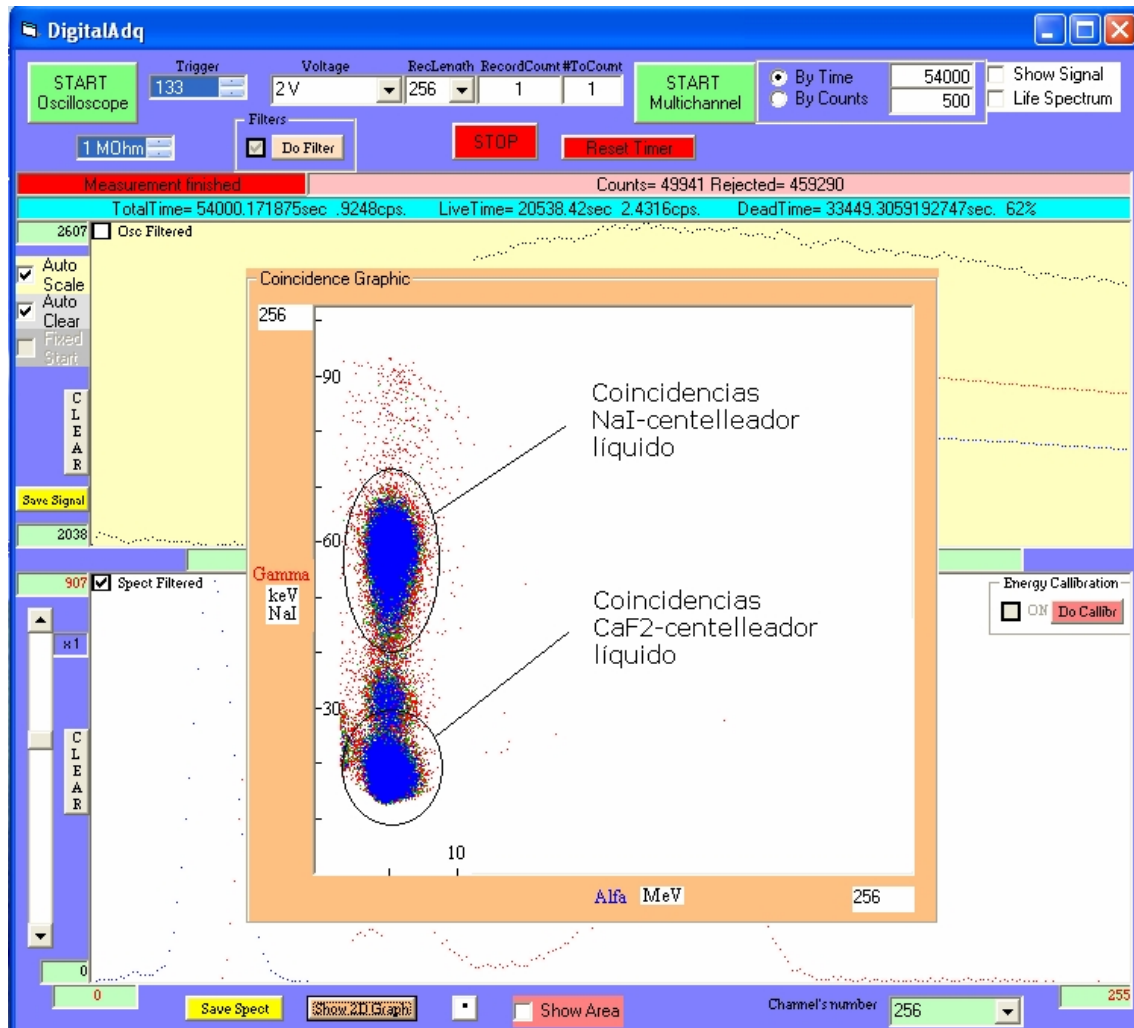 DigitalAdq
START
Oscilloscope
Trigger
133
Voltage
2 V
RecLength
256
RecordCount
1
#ToCount
1
START
Multichannel
By Time
54000
By Counts
500
Show Signal
Life Spectrum
1 MOhm
Filters
Do Filter
STOP
Reset Timer
Measurement finished
Counts= 49941 Rejected= 459290
TotalTime= 54000.171875sec .9248cps. LiveTime= 20538.42sec 2.4316cps. DeadTime= 33449.3059192747sec. 62%
2607
Osc Filtered
Auto
Scale
Auto
Clear
Fixed
Start
C
L
E
A
R
Save Signal
2038
Coincidence Graphic
256
90
60
30
Gamma
keV
NaI
Coincidencias
NaI-centelleador
líquido
Coincidencias
CaF2-centelleador
líquido
10
Alfa MeV
256
907
Spect Filtered
x1
C
L
E
A
R
0
Energy Callibration
ON
Do Callibr
0
255
Save Spect
Show 2D Graph
Show Area
Channel's number
256